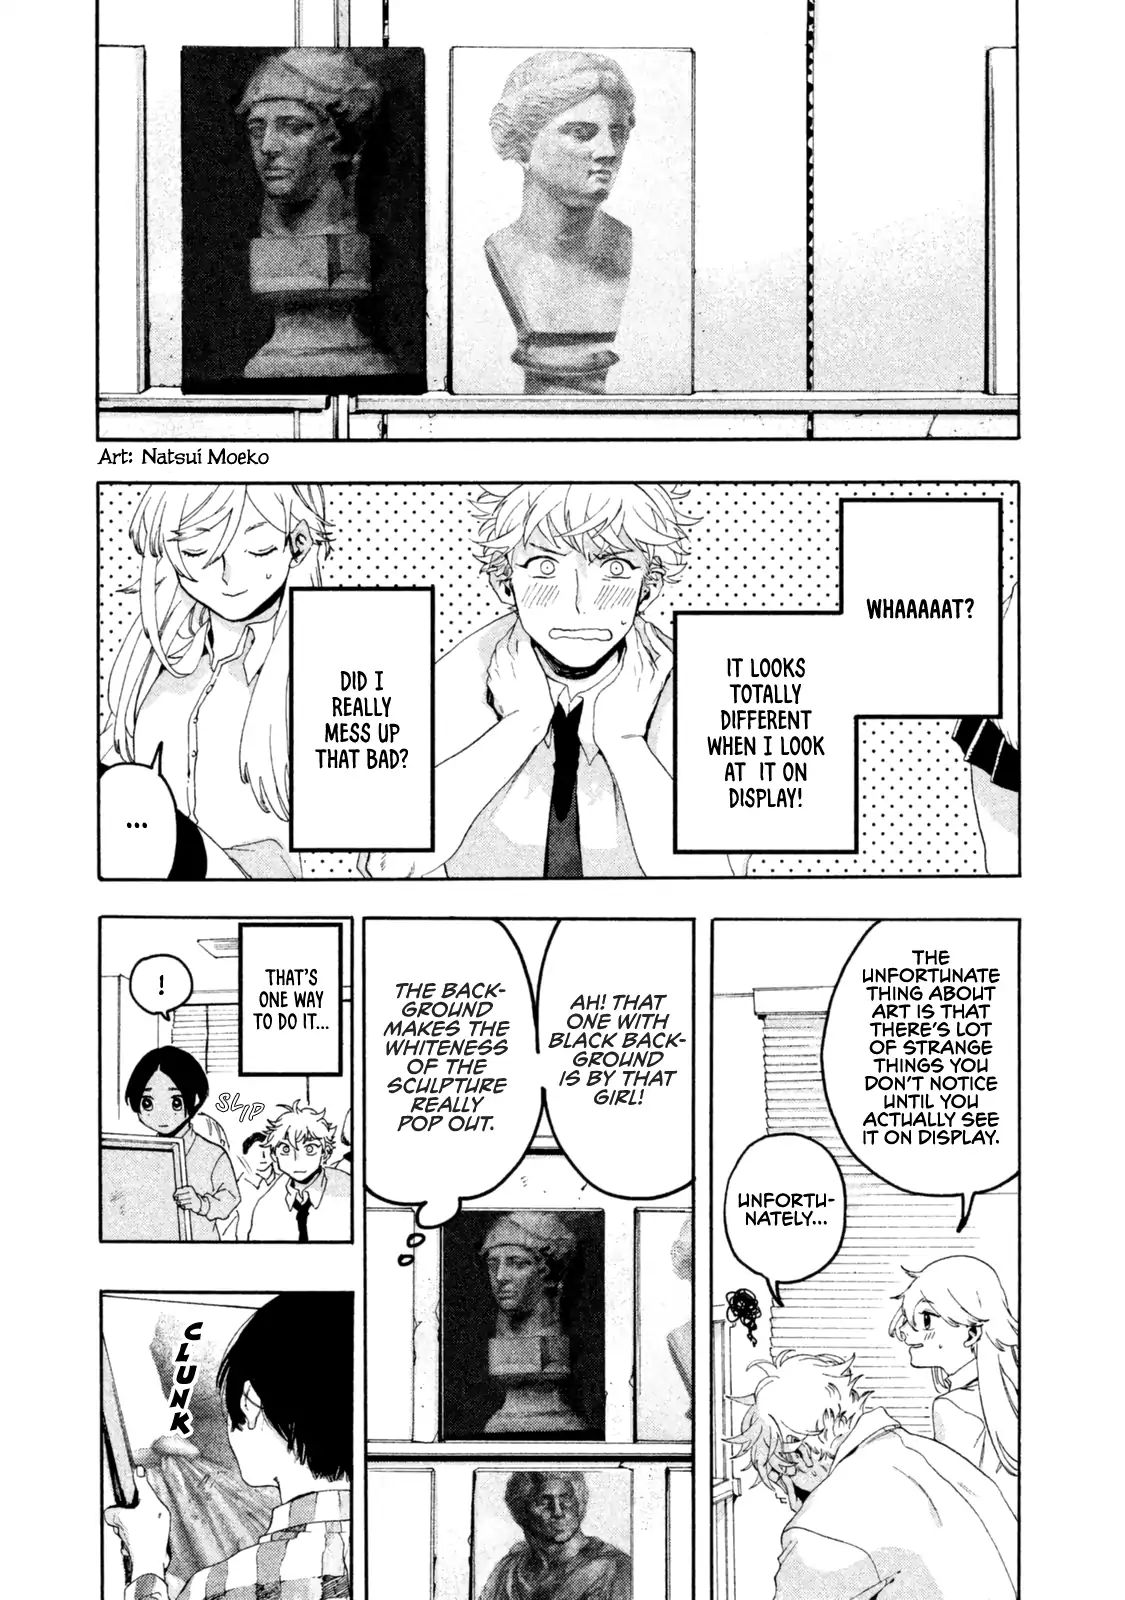 Art: Natsui Moeko
WHAAAAAT?
IT LOOKS
TOTALLY
DIFFERENT
WHEN I LOOK
AT IT ON
DISPLAY!
DID I
REALLY
MESS UP
THAT BAD?
...
THE
UNFORTUNATE
THING ABOUT
ART IS THAT
THERE'S LOT
OF STRANGE
THINGS YOU
DON'T NOTICE
UNTIL YOU
ACTUALLY SEE
IT ON DISPLAY.
UNFORTU-
NATELY...
AH! THAT
ONE WITH
BLACK BACK-
GROUND
IS BY THAT
GIRL!
THE BACK-
GROUND
MAKES THE
WHITENESS
OF THE
SCULPTURE
REALLY
POP OUT.
THAT'S
ONE WAY
TO DO IT...
!
SLIP
CLUNK